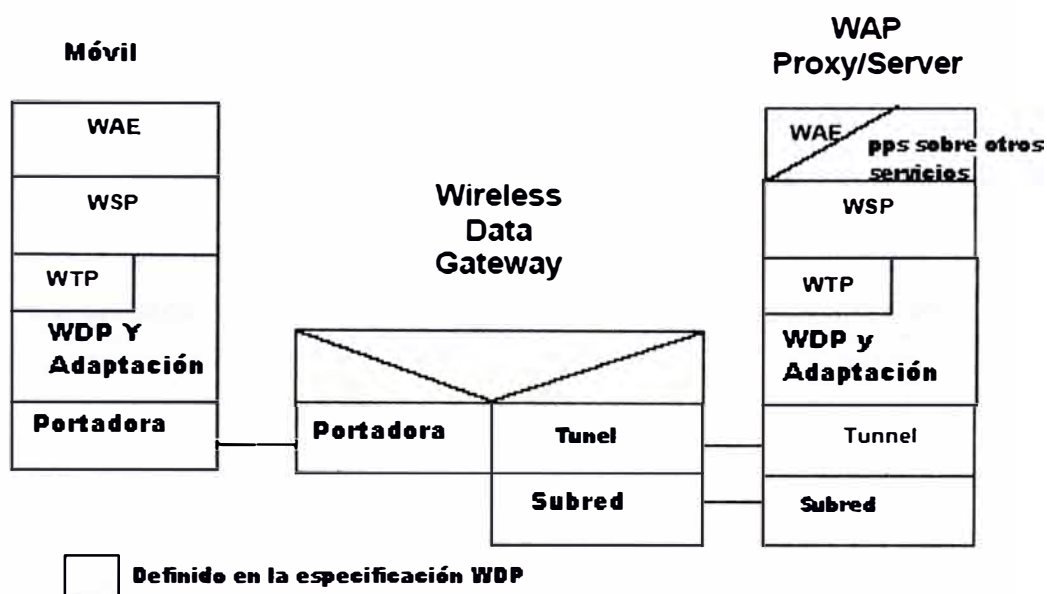 Móvil
WAE
WSP
WTP
WDP Y
Adaptación
Portadora
Wireless
Data
Gateway
Portadora
Tunel
Subred
WAP
Proxy/Server
WAE
pps sobre otros
servicios
WSP
WTP
WDP y
Adaptación
Tunnel
Subred
Definido en la especificación WDP